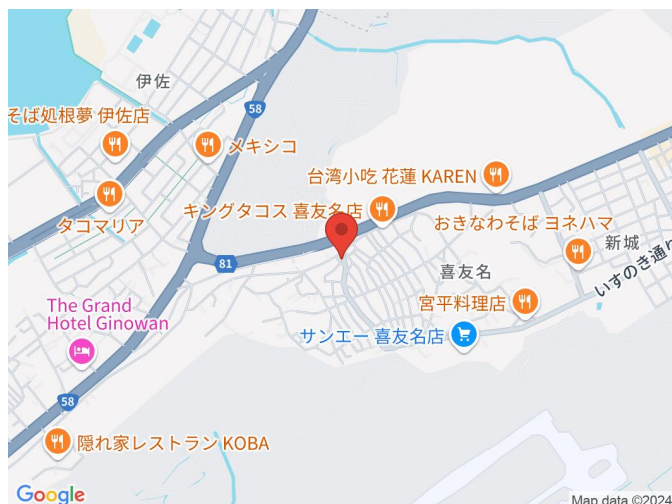 伊佐
そば処根夢 伊佐店
58
メキシコ
台湾小吃 花蓮 KAREN
タコマリア
キングタコス 喜友名店
おきなわそば ヨネハマ
新城
81
喜友名
いすのき通り
The Grand
Hotel Ginowan
宮平料理店
サンエー 喜友名店
58
隠れ家レストラン KOBA
Google
Map data ©2024